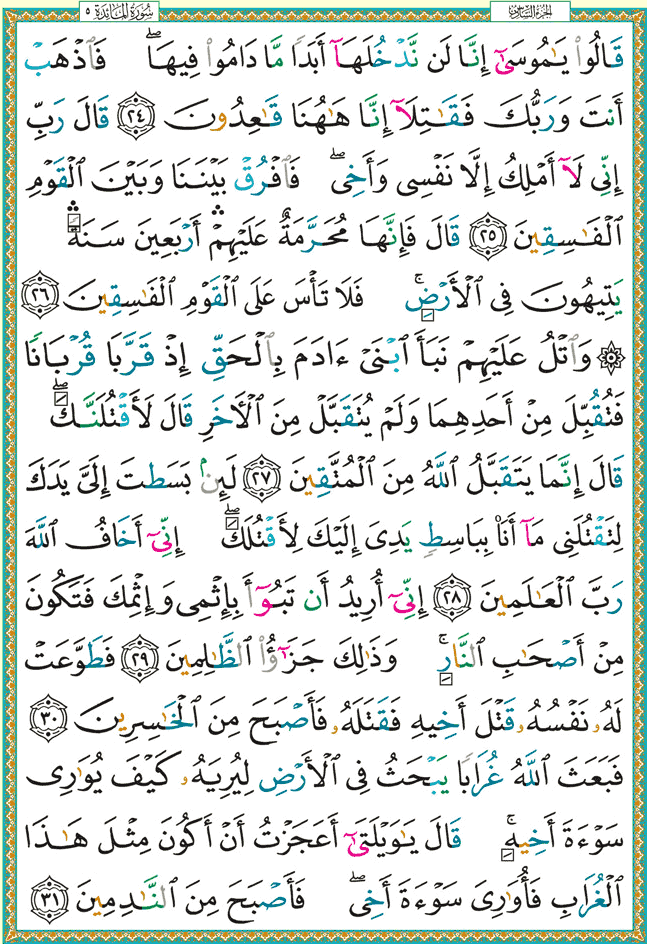 الجزء السادس
سورة المائدة ٥
قَالُوا۟ يَـٰمُوسَىٰٓ إِنَّا لَن نَّدْخُلَهَآ أَبَدًا مَّا دَامُوا۟ فِيهَا ۖ فَٱذْهَبْ
أَنتَ وَرَبُّكَ فَقَـٰتِلَآ إِنَّا هَـٰهُنَا قَـٰعِدُونَ ﴿٢٤﴾ قَالَ رَبِّ
إِنِّى لَآ أَمْلِكُ إِلَّا نَفْسِى وَأَخِى ۖ فَٱفْرُقْ بَيْنَنَا وَبَيْنَ ٱلْقَوْمِ
ٱلْفَـٰسِقِينَ ﴿٢٥﴾ قَالَ فَإِنَّهَا مُحَرَّمَةٌ عَلَيْهِمْ ۛ أَرْبَعِينَ سَنَةً ۛ
يَتِيهُونَ فِى ٱلْأَرْضِ ۚ فَلَا تَأْسَ عَلَى ٱلْقَوْمِ ٱلْفَـٰسِقِينَ ﴿٢٦﴾
۞ وَٱتْلُ عَلَيْهِمْ نَبَأَ ٱبْنَىْ ءَادَمَ بِٱلْحَقِّ إِذْ قَرَّبَا قُرْبَانًا
فَتُقُبِّلَ مِنْ أَحَدِهِمَا وَلَمْ يُتَقَبَّلْ مِنَ ٱلْـَٔاخَرِ قَالَ لَأَقْتُلَنَّكَ ۖ
قَالَ إِنَّمَا يَتَقَبَّلُ ٱللَّهُ مِنَ ٱلْمُتَّقِينَ ﴿٢٧﴾ لَئِنۢ بَسَطتَ إِلَىَّ يَدَكَ
لِتَقْتُلَنِى مَآ أَنَا۠ بِبَاسِطٍ يَدِىَ إِلَيْكَ لِأَقْتُلَكَ ۖ إِنِّىٓ أَخَافُ ٱللَّهَ
رَبَّ ٱلْعَـٰلَمِينَ ﴿٢٨﴾ إِنِّىٓ أُرِيدُ أَن تَبُوٓأَ بِإِثْمِى وَإِثْمِكَ فَتَكُونَ
مِنْ أَصْحَـٰبِ ٱلنَّارِ ۚ وَذَٰلِكَ جَزَٰٓؤُا۟ ٱلظَّـٰلِمِينَ ﴿٢٩﴾ فَطَوَّعَتْ
لَهُۥ نَفْسُهُۥ قَتْلَ أَخِيهِ فَقَتَلَهُۥ فَأَصْبَحَ مِنَ ٱلْخَـٰسِرِينَ ﴿٣٠﴾
فَبَعَثَ ٱللَّهُ غُرَابًا يَبْحَثُ فِى ٱلْأَرْضِ لِيُرِيَهُۥ كَيْفَ يُوَٰرِى
سَوْءَةَ أَخِيهِ ۚ قَالَ يَـٰوَيْلَتَىٰٓ أَعَجَزْتُ أَنْ أَكُونَ مِثْلَ هَـٰذَا
ٱلْغُرَابِ فَأُوَٰرِىَ سَوْءَةَ أَخِى ۖ فَأَصْبَحَ مِنَ ٱلنَّـٰدِمِينَ ﴿٣١﴾